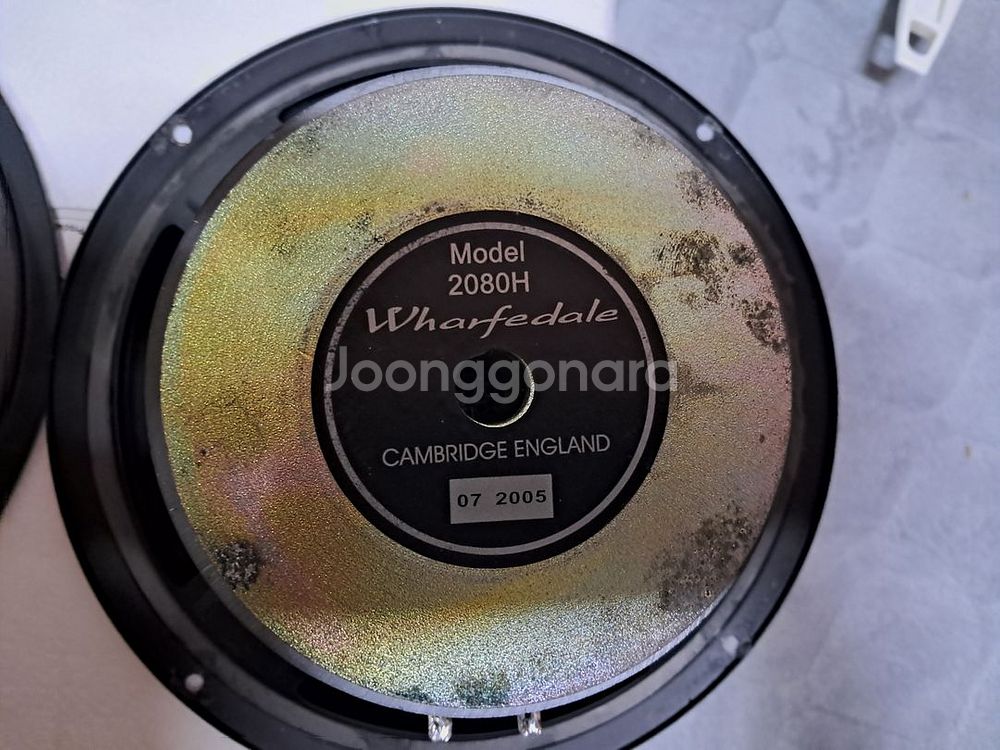 Model
2080H
Wharfedale
Joonggonara
CAMBRIDGE ENGLAND
07 2005